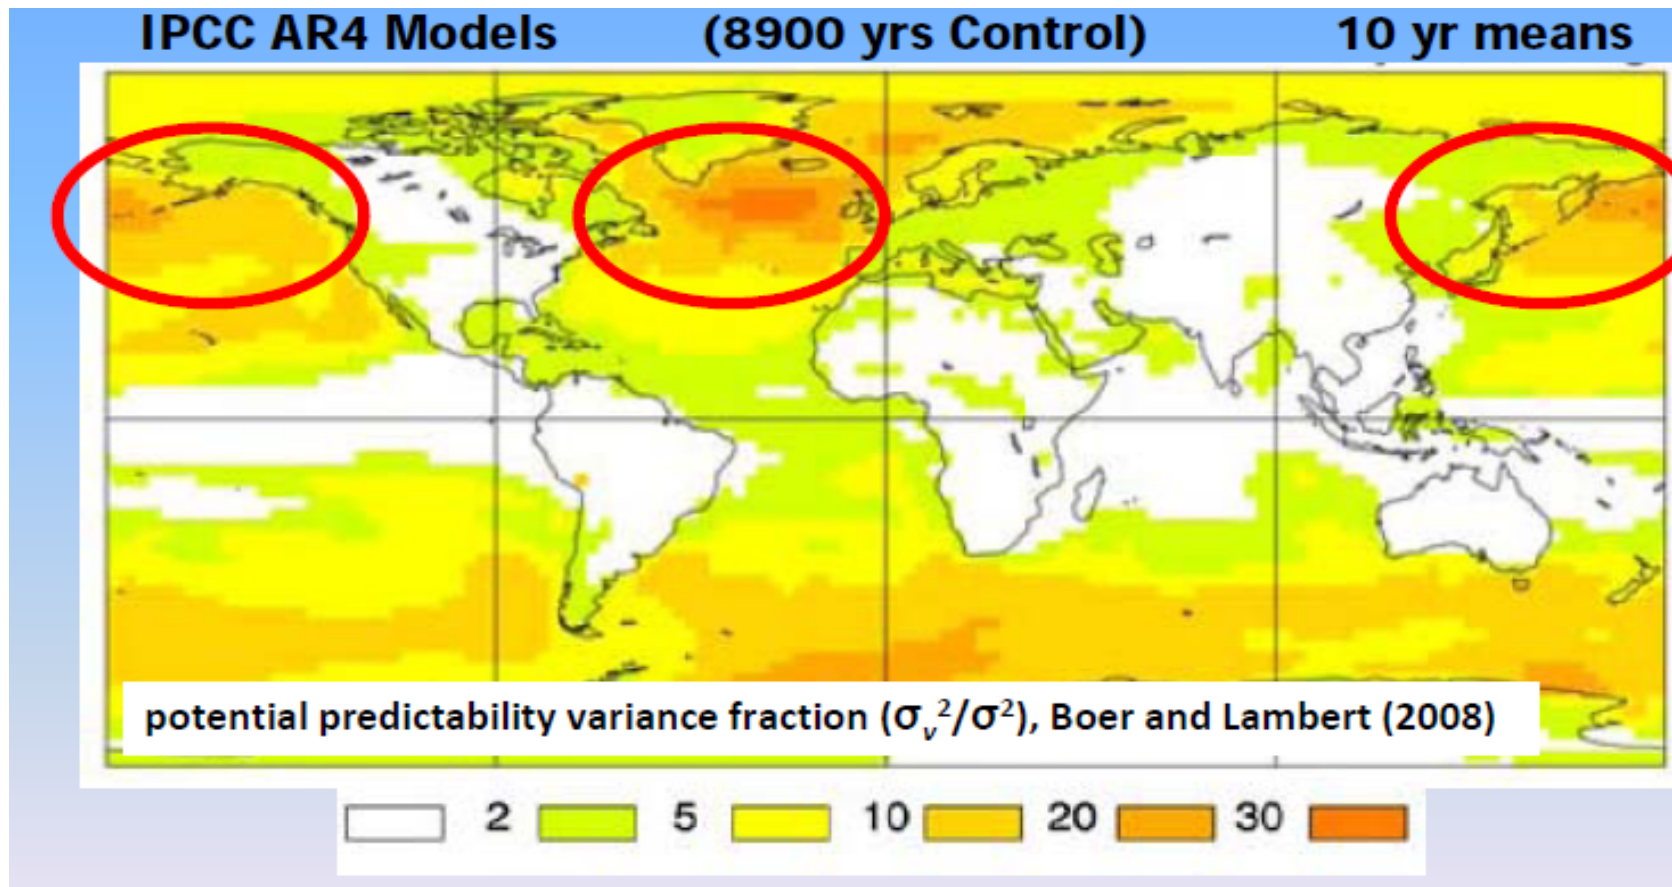 IPCC AR4 Models (8900 yrs Control) 10 yr means
potential predictability variance fraction (σᵥ²/σ²), Boer and Lambert (2008)
2 5 10 20 30